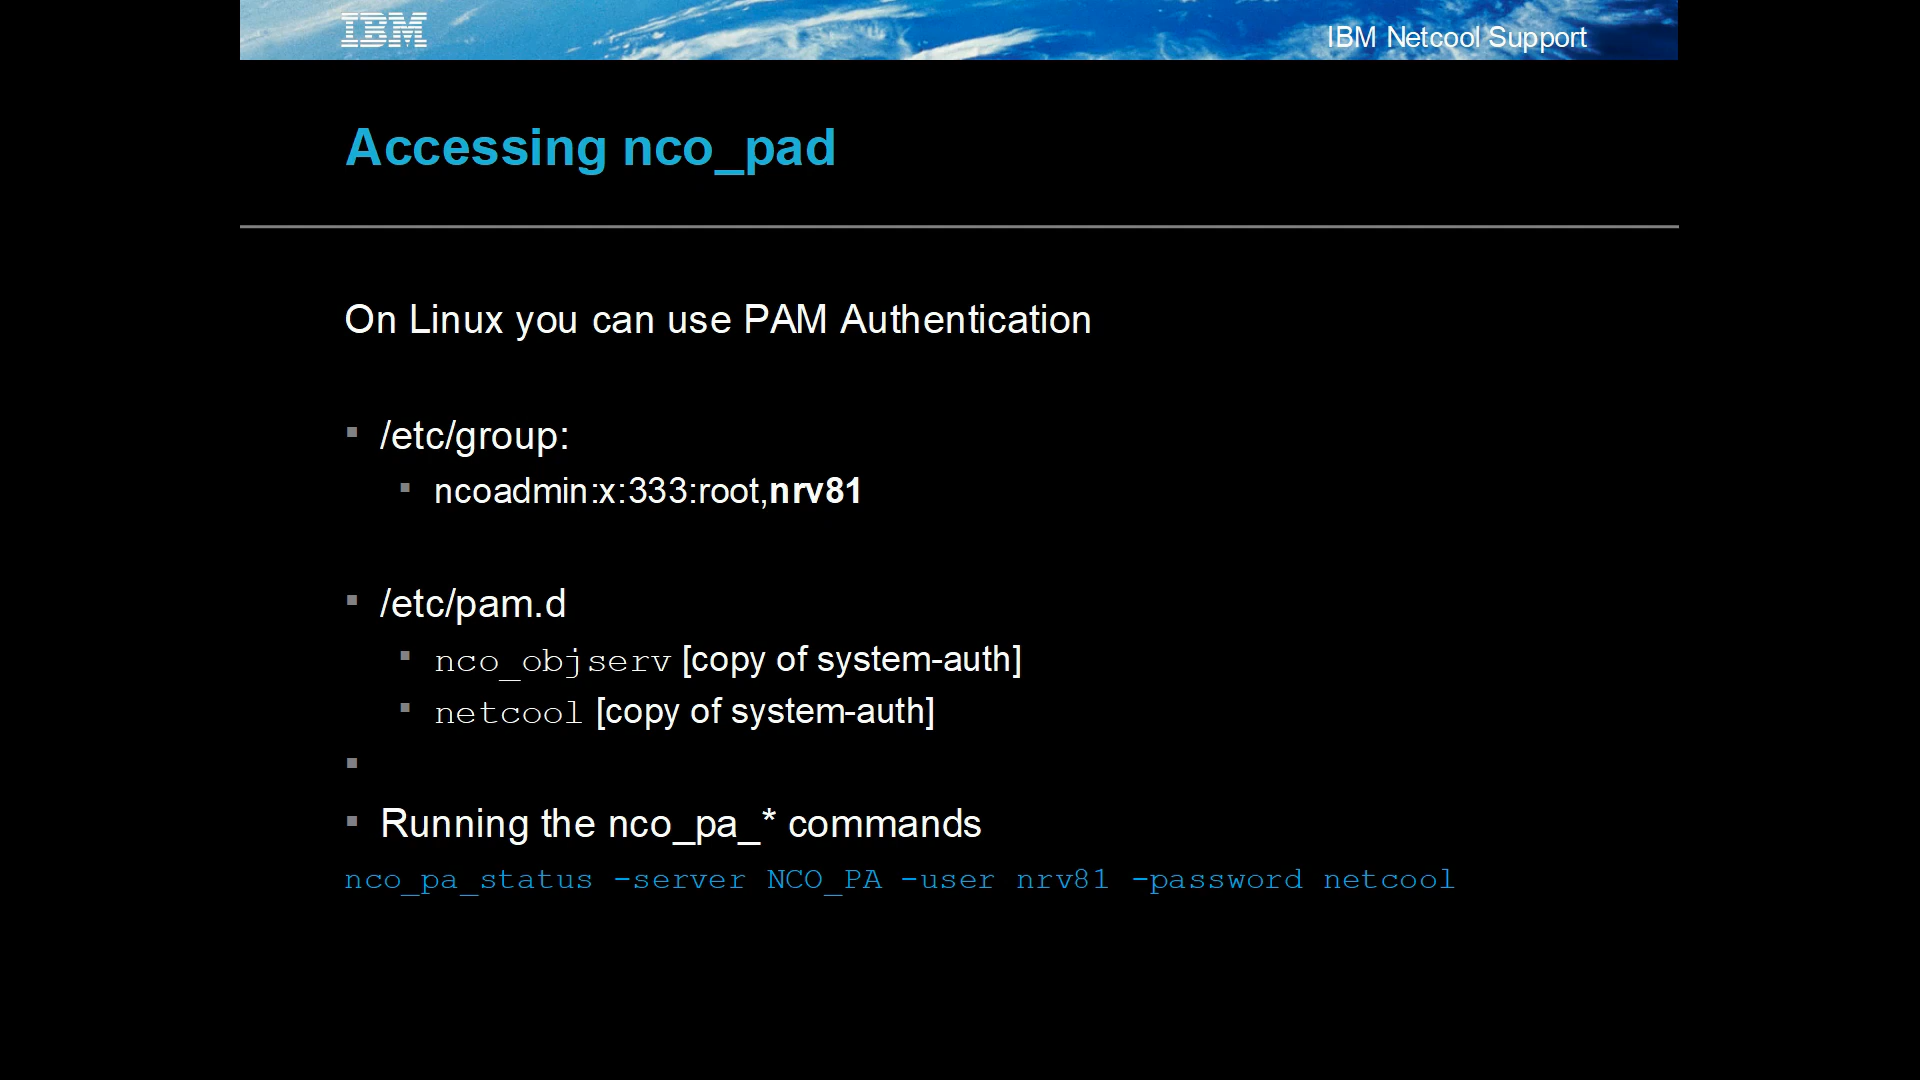 IBM
IBM Netcool Support
Accessing nco_pad
On Linux you can use PAM Authentication
▪ /etc/group:
▪ ncoadmin:x:333:root,nrv81
▪ /etc/pam.d
▪ nco_objserv [copy of system-auth]
▪ netcool [copy of system-auth]
▪
▪ Running the nco_pa_* commands
nco_pa_status -server NCO_PA -user nrv81 -password netcool